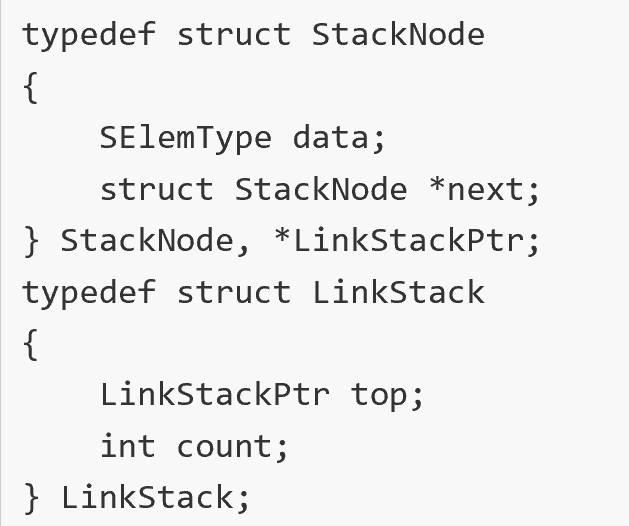 typedef struct StackNode
{
    SElemType data;
    struct StackNode *next;
} StackNode, *LinkStackPtr;
typedef struct LinkStack
{
    LinkStackPtr top;
    int count;
} LinkStack;